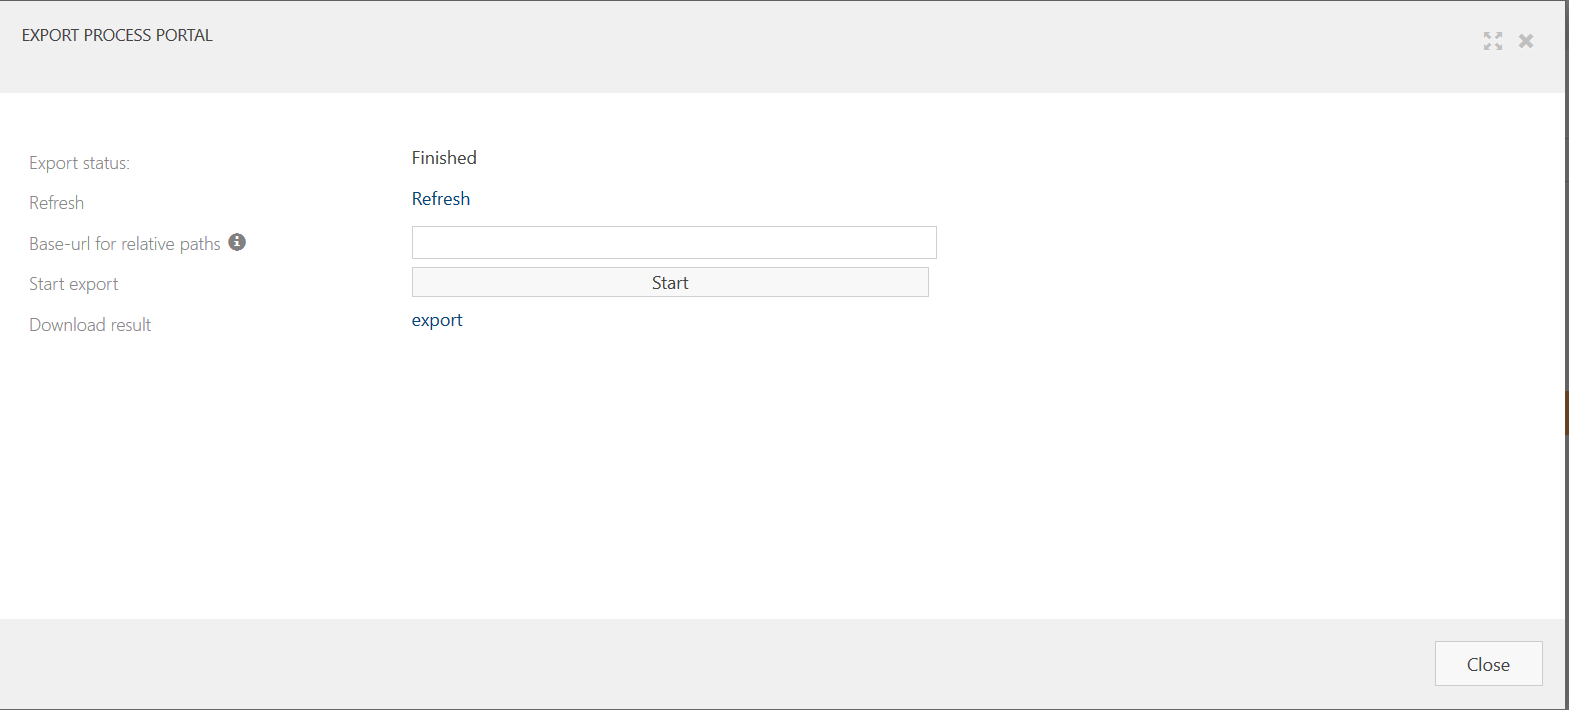 EXPORT PROCESS PORTAL
Export status: Finished
Refresh Refresh
Base-url for relative paths
Start export Start
Download result export
Close